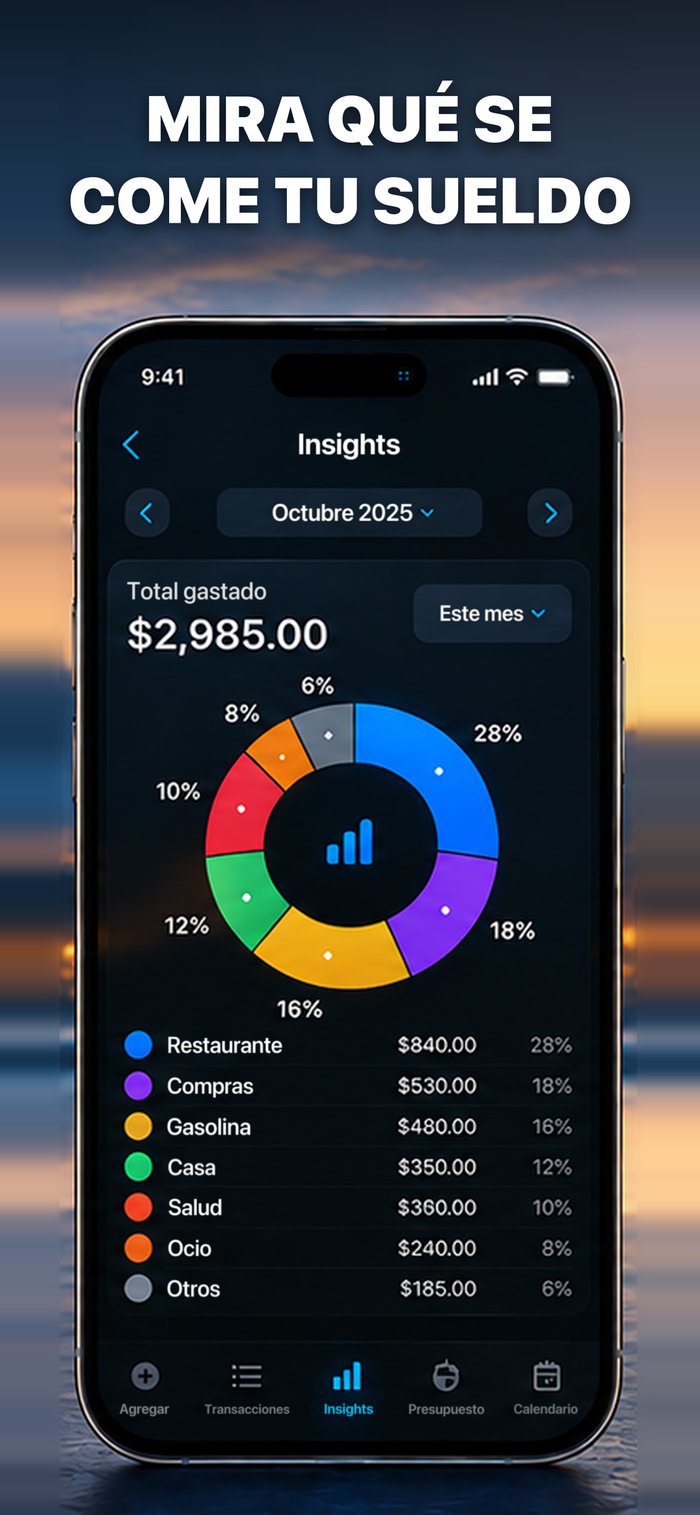 MIRA QUÉ SE
COME TU SUELDO
9:41
Insights
Octubre 2025
Total gastado
$2,985.00
Este mes
6%
8%
28%
10%
12%
18%
16%
Restaurante $840.00 28%
Compras $530.00 18%
Gasolina $480.00 16%
Casa $350.00 12%
Salud $360.00 10%
Ocio $240.00 8%
Otros $185.00 6%
Agregar Transacciones Insights Presupuesto Calendario